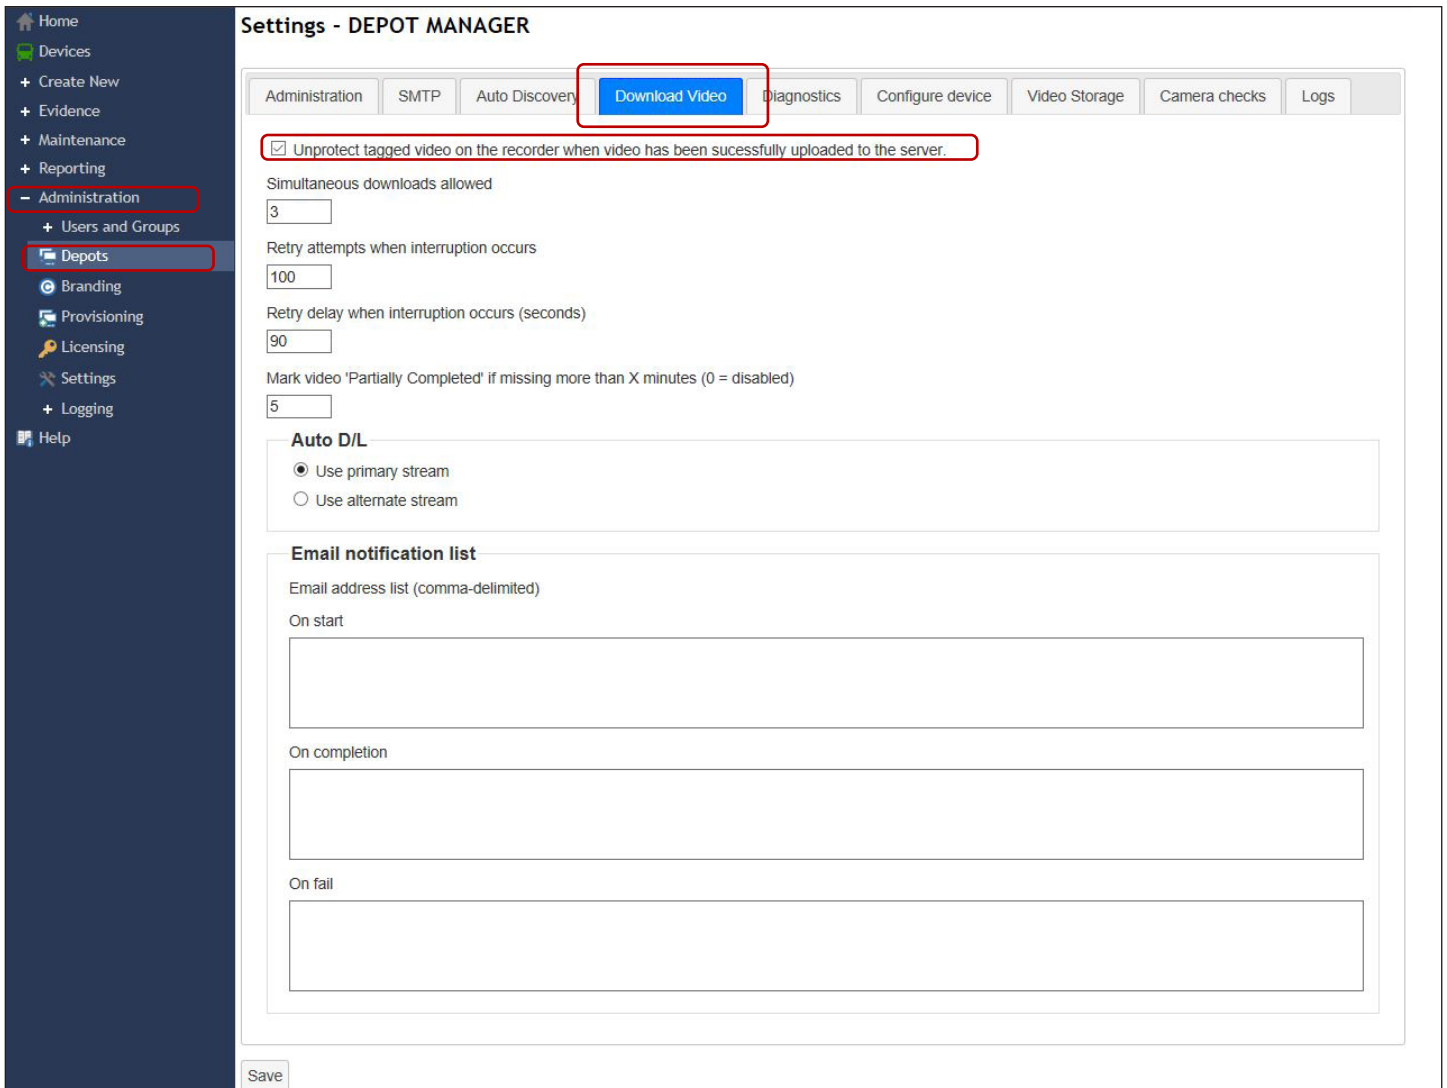 Home
Devices
+ Create New
+ Evidence
+ Maintenance
+ Reporting
− Administration
+ Users and Groups
Depots
Branding
Provisioning
Licensing
Settings
+ Logging
Help
Settings - DEPOT MANAGER
Administration SMTP Auto Discovery Download Video Diagnostics Configure device Video Storage Camera checks Logs
Unprotect tagged video on the recorder when video has been sucessfully uploaded to the server.
Simultaneous downloads allowed
3
Retry attempts when interruption occurs
100
Retry delay when interruption occurs (seconds)
90
Mark video 'Partially Completed' if missing more than X minutes (0 = disabled)
5
Auto D/L
Use primary stream
Use alternate stream
Email notification list
Email address list (comma-delimited)
On start
On completion
On fail
Save